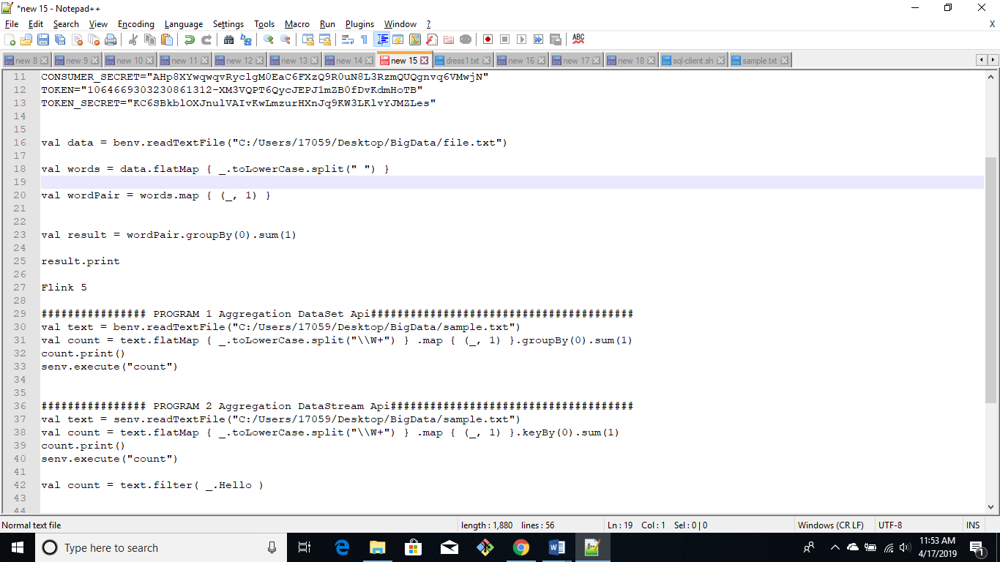 *new 15 - Notepad++
File Edit Search View Encoding Language Settings Tools Macro Run Plugins Window ? X
new 8 new 9 new 10 new 11 new 12 new 13 new 14 new 15 dress1.txt new 16 new 17 new 18 sql-client.sh sample.txt
11 CONSUMER_SECRET="AHp8XYwqwqvRyclgM0EaC6FXzQ9R0uN8L3RzmQUQgnvq6VMwjN"
12 TOKEN="1064669303230861312-XM3VQPT6QycJEPJ1mZB0fDvKdmHoTB"
13 TOKEN_SECRET="KC6SBkblOXJnulVAIvKwLmzurHXnJq9KW3LKlvYJMZLes"
14
15
16 val data = benv.readTextFile("C:/Users/17059/Desktop/BigData/file.txt")
17
18 val words = data.flatMap { _.toLowerCase.split(" ") }
19
20 val wordPair = words.map { (_, 1) }
21
22
23 val result = wordPair.groupBy(0).sum(1)
24
25 result.print
26
27 Flink 5
28
29 ################ PROGRAM 1 Aggregation DataSet Api########################################
30 val text = benv.readTextFile("C:/Users/17059/Desktop/BigData/sample.txt")
31 val count = text.flatMap { _.toLowerCase.split("\\W+") } .map { (_, 1) }.groupBy(0).sum(1)
32 count.print()
33 senv.execute("count")
34
35
36 ################ PROGRAM 2 Aggregation DataStream Api#####################################
37 val text = senv.readTextFile("C:/Users/17059/Desktop/BigData/sample.txt")
38 val count = text.flatMap { _.toLowerCase.split("\\W+") } .map { (_, 1) }.keyBy(0).sum(1)
39 count.print()
40 senv.execute("count")
41
42 val count = text.filter( _.Hello )
43
44
Normal text file length : 1,880 lines : 56 Ln : 19 Col : 1 Sel : 0 | 0 Windows (CR LF) UTF-8 INS
Type here to search 11:53 AM
4/17/2019 1